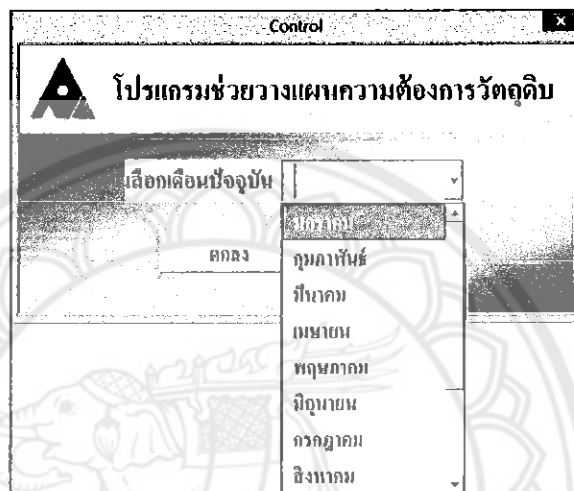 Control
โปรแกรมช่วยวางแผนความต้องการวัตถุดิบ
เลือกเดือนปัจจุบัน
ตกลง
มกราคม
กุมภาพันธ์
มีนาคม
เมษายน
พฤษภาคม
มิถุนายน
กรกฎาคม
สิงหาคม